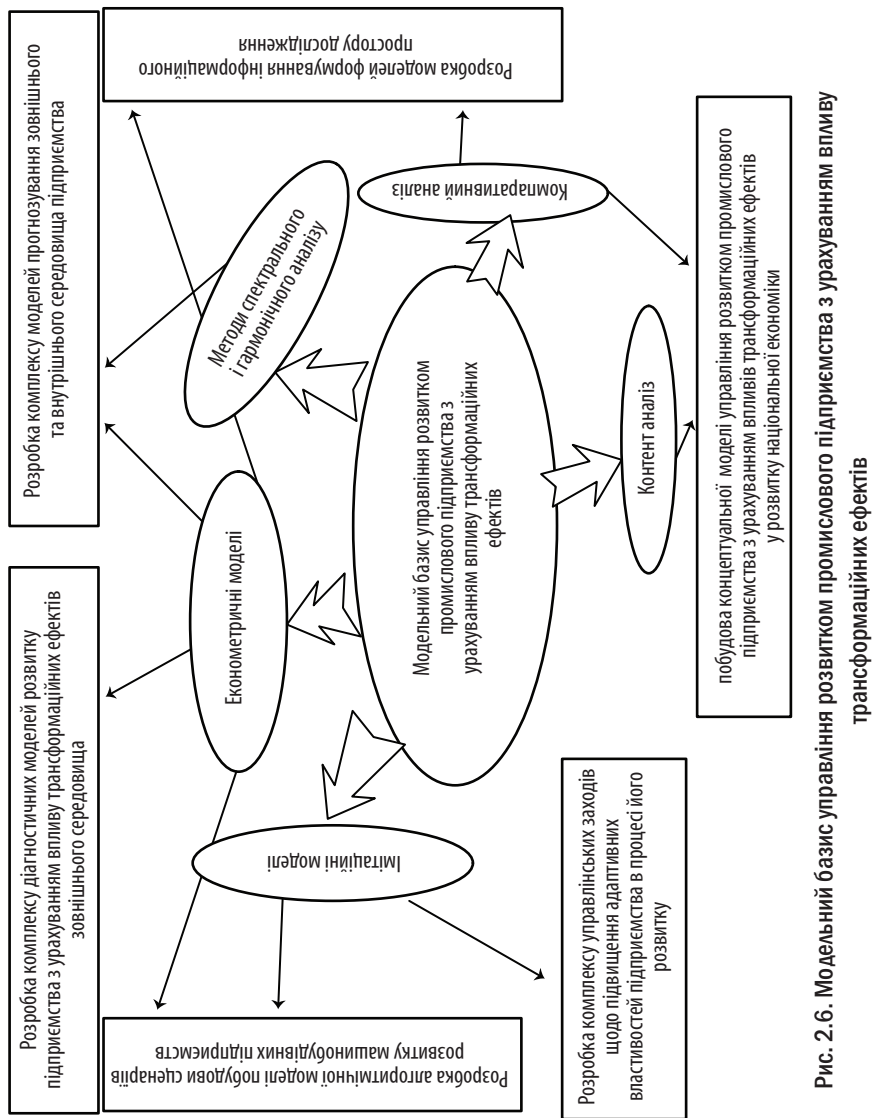 Розробка комплексу діагностичних моделей розвитку
підприємства з урахуванням впливу трансформаційних ефектів
зовнішнього середовища
Розробка комплексу моделей прогнозування зовнішнього
та внутрішнього середовища підприємства
Методи спектрального
і гармонічного аналізу
Економетричні моделі
Розробка моделей формування інформаційного
простору дослідження
Розробка алгоритмічної моделі побудови сценаріїв
розвитку машинобудівних підприємств
Імітаційні моделі
Модельний базис управління розвитком
промислового підприємства з
урахуванням впливу трансформаційних
ефектів
Компаративний аналіз
Контент аналіз
Розробка комплексу управлінських заходів
щодо підвищення адаптивних
властивостей підприємства в процесі його
розвитку
побудова концептуальної моделі управління розвитком промислового
підприємства з урахуванням впливів трансформаційних ефектів
у розвитку національної економіки
Рис. 2.6. Модельний базис управління розвитком промислового підприємства з урахуванням впливу
трансформаційних ефектів